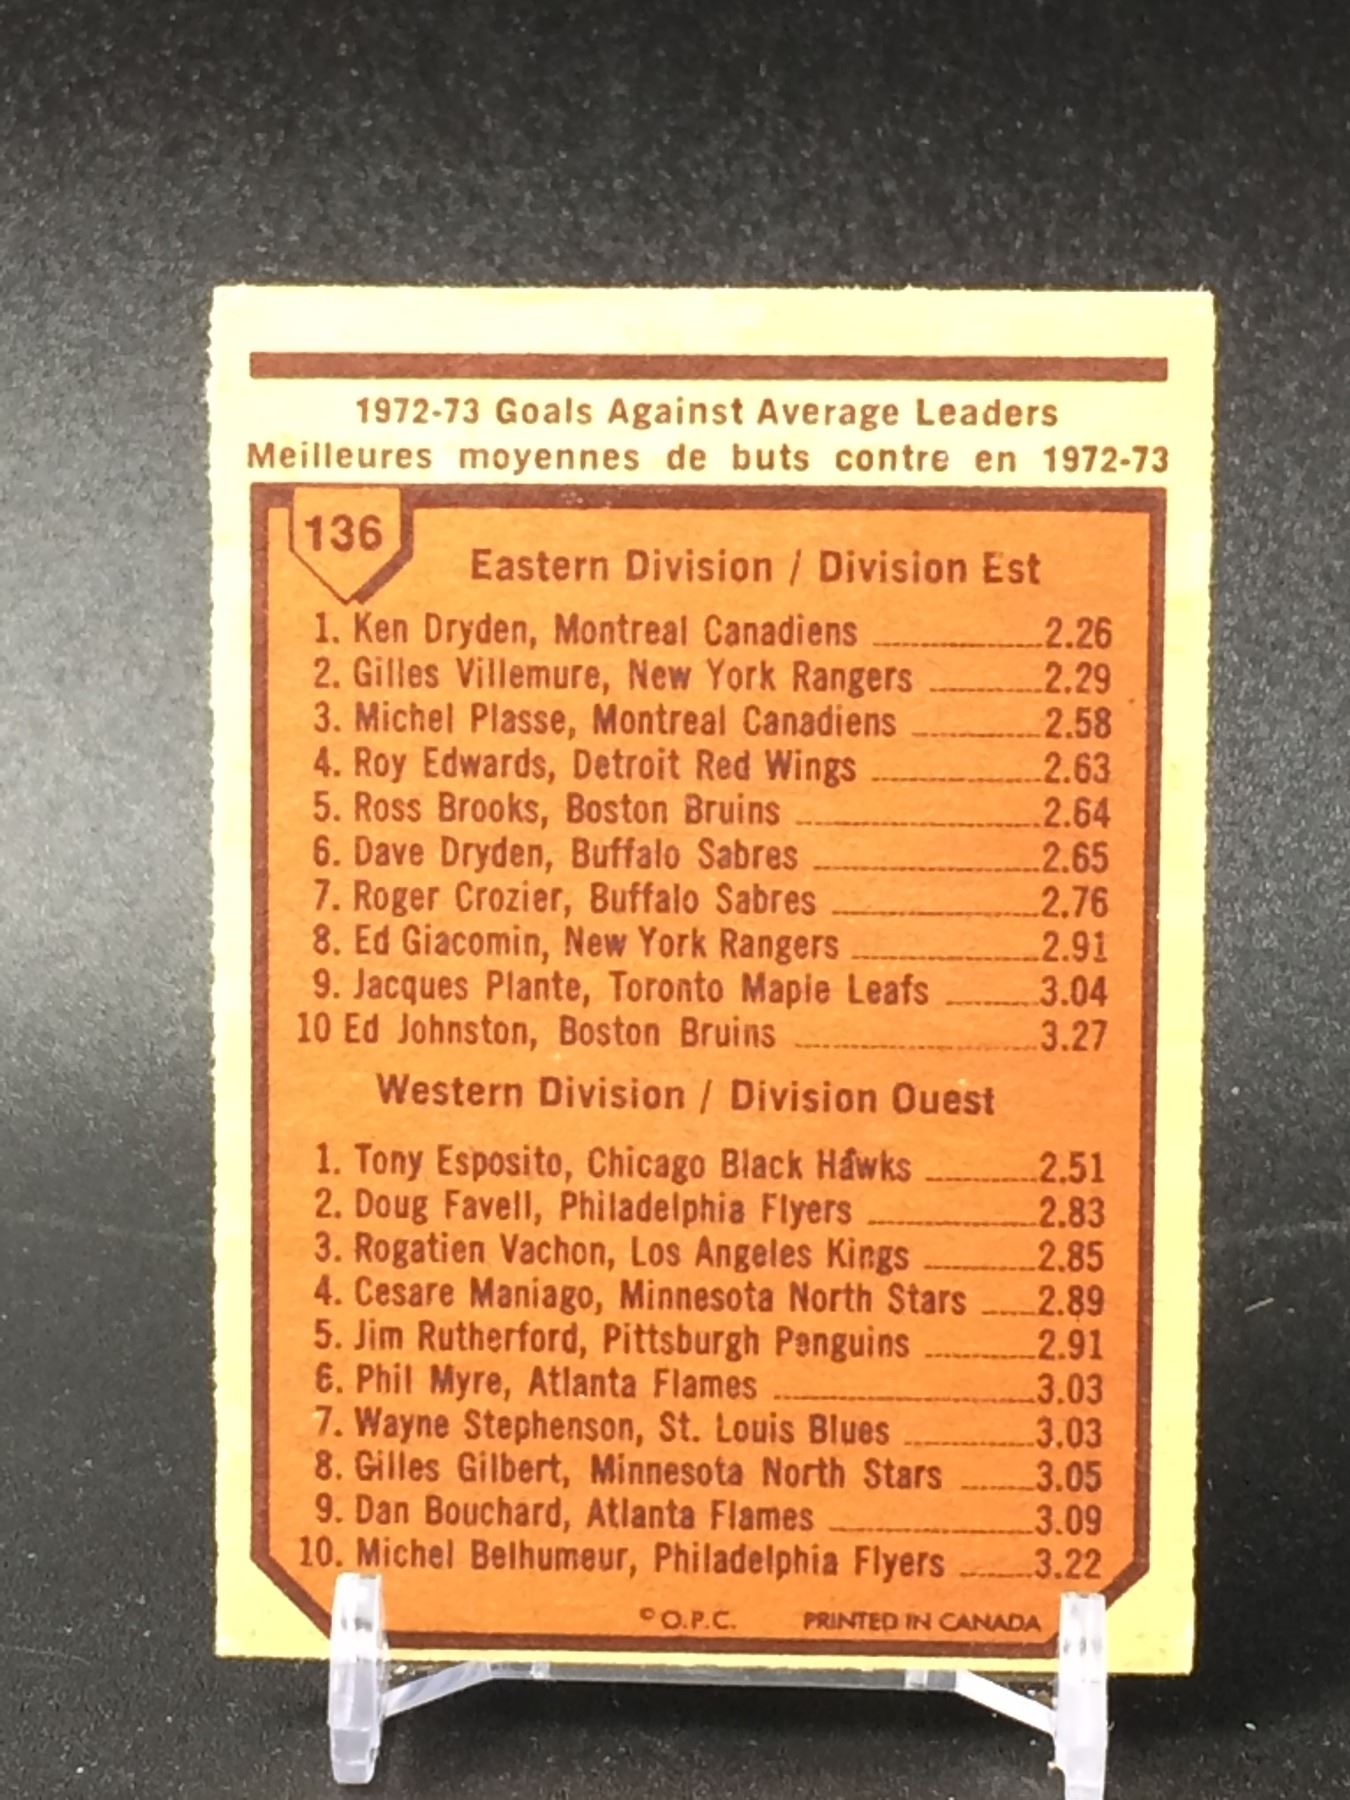 1972-73 Goals Against Average Leaders
Meilleures moyennes de buts contre en 1972-73
136
Eastern Division / Division Est
1. Ken Dryden, Montreal Canadiens 2.26
2. Gilles Villemure, New York Rangers 2.29
3. Michel Plasse, Montreal Canadiens 2.58
4. Roy Edwards, Detroit Red Wings 2.63
5. Ross Brooks, Boston Bruins 2.64
6. Dave Dryden, Buffalo Sabres 2.65
7. Roger Crozier, Buffalo Sabres 2.76
8. Ed Giacomin, New York Rangers 2.91
9. Jacques Plante, Toronto Maple Leafs 3.04
10 Ed Johnston, Boston Bruins 3.27
Western Division / Division Ouest
1. Tony Esposito, Chicago Black Hawks 2.51
2. Doug Favell, Philadelphia Flyers 2.83
3. Rogatien Vachon, Los Angeles Kings 2.85
4. Cesare Maniago, Minnesota North Stars 2.89
5. Jim Rutherford, Pittsburgh Penguins 2.91
6. Phil Myre, Atlanta Flames 3.03
7. Wayne Stephenson, St. Louis Blues 3.03
8. Gilles Gilbert, Minnesota North Stars 3.05
9. Dan Bouchard, Atlanta Flames 3.09
10. Michel Belhumeur, Philadelphia Flyers 3.22
© O.P.C. PRINTED IN CANADA